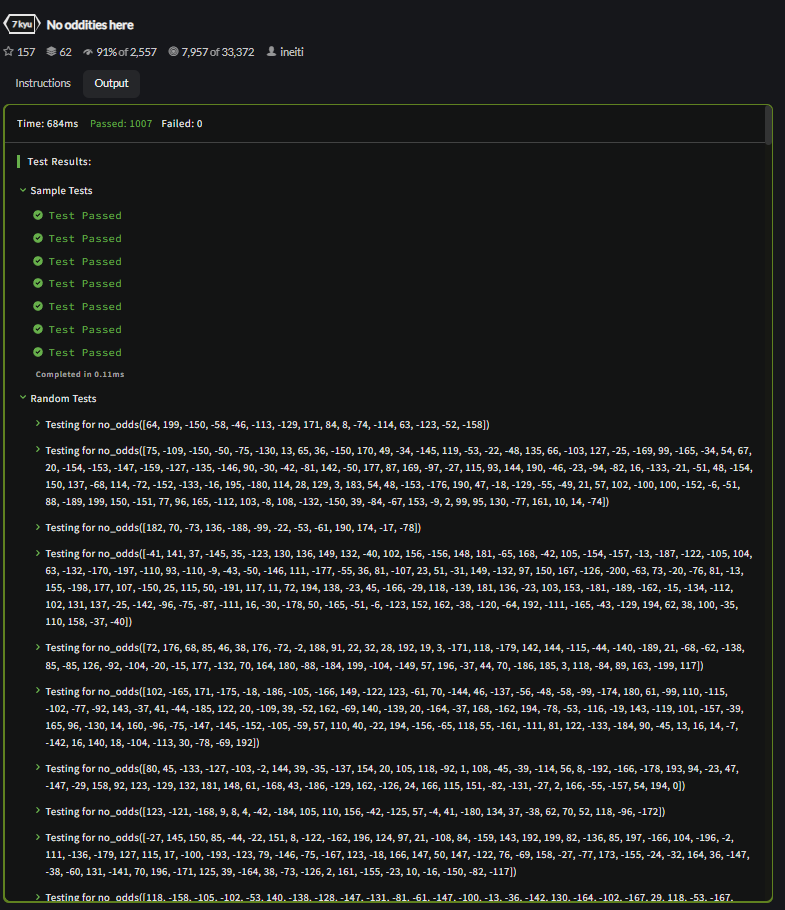 7 kyu No oddities here
157 62 91% of 2,557 7,957 of 33,372 ineiti
Instructions Output
Time: 684ms Passed: 1007 Failed: 0
Test Results:
Sample Tests
Test Passed
Test Passed
Test Passed
Test Passed
Test Passed
Test Passed
Test Passed
Completed in 0.11ms
Random Tests
Testing for no_odds([64, 199, -150, -58, -46, -113, -129, 171, 84, 8, -74, -114, 63, -123, -52, -158])
Testing for no_odds([75, -109, -150, -50, -75, -130, 13, 65, 36, -150, 170, 49, -34, -145, 119, -53, -22, -48, 135, 66, -103, 127, -25, -169, 99, -165, -34, 54, 67,
20, -154, -153, -147, -159, -127, -135, -146, 90, -30, -42, -81, 142, -50, 177, 87, 169, -97, -27, 115, 93, 144, 190, -46, -23, -94, -82, 16, -133, -21, -51, 48, -154,
150, 137, -68, 114, -72, -152, -133, -16, 195, -180, 114, 28, 129, 3, 183, 54, 48, -153, -176, 190, 47, -18, -129, -55, -49, 21, 57, 102, -100, 100, -152, -6, -51,
88, -189, 199, 150, -151, 77, 96, 165, -112, 103, -8, 108, -132, -150, 39, -84, -67, 153, -9, 2, 99, 95, 130, -77, 161, 10, 14, -74])
Testing for no_odds([182, 70, -73, 136, -188, -99, -22, -53, -61, 190, 174, -17, -78])
Testing for no_odds([-41, 141, 37, -145, 35, -123, 130, 136, 149, 132, -40, 102, 156, -156, 148, 181, -65, 168, -42, 105, -154, -157, -13, -187, -122, -105, 104,
63, -132, -170, -197, -110, 93, -110, -9, -43, -50, -146, 111, -177, -55, 36, 81, -107, 23, 51, -31, 149, -132, 97, 150, 167, -126, -200, -63, 73, -20, -76, 81, -13,
155, -198, 177, 107, -150, 25, 115, 50, -191, 117, 11, 72, 194, 138, -23, 45, -166, -29, 118, -139, 181, 136, -23, 103, 153, -181, -189, -162, -15, -134, -112,
102, 131, 137, -25, -142, -96, -75, -87, -111, 16, -30, -178, 50, -165, -51, -6, -123, 152, 162, -38, -120, -64, 192, -111, -165, -43, -129, 194, 62, 38, 100, -35,
110, 158, -37, -40])
Testing for no_odds([72, 176, 68, 85, 46, 38, 176, -72, -2, 188, 91, 22, 32, 28, 192, 19, 3, -171, 118, -179, 142, 144, -115, -44, -140, -189, 21, -68, -62, -138,
85, -85, 126, -92, -104, -20, -15, 177, -132, 70, 164, 180, -88, -184, 199, -104, -149, 57, 196, -37, 44, 70, -186, 185, 3, 118, -84, 89, 163, -199, 117])
Testing for no_odds([102, -165, 171, -175, -18, -186, -105, -166, 149, -122, 123, -61, 70, -144, 46, -137, -56, -48, -58, -99, -174, 180, 61, -99, 110, -115,
-102, -77, -92, 143, -37, 41, -44, -185, 122, 20, -109, 39, -52, 162, -69, 140, -139, 20, -164, -37, 168, -162, 194, -78, -53, -116, -19, 143, -119, 101, -157, -39,
165, 96, -130, 14, 160, -96, -75, -147, -145, -152, -105, -59, 57, 110, 40, -22, 194, -156, -65, 118, 55, -161, -111, 81, 122, -133, -184, 90, -45, 13, 16, 14, -7,
-142, 16, 140, 18, -104, -113, 30, -78, -69, 192])
Testing for no_odds([80, 45, -133, -127, -103, -2, 144, 39, -35, -137, 154, 20, 105, 118, -92, 1, 108, -45, -39, -114, 56, 8, -192, -166, -178, 193, 94, -23, 47,
-147, -29, 158, 92, 123, -129, 132, 181, 148, 61, -168, 43, -186, -129, 162, -126, 24, 166, 115, 151, -82, -131, -27, 2, 166, -55, -157, 54, 194, 0])
Testing for no_odds([123, -121, -168, 9, 8, 4, -42, -184, 105, 110, 156, -42, -125, 57, -4, 41, -180, 134, 37, -38, 62, 70, 52, 118, -96, -172])
Testing for no_odds([-27, 145, 150, 85, -44, -22, 151, 8, -122, -162, 196, 124, 97, 21, -108, 84, -159, 143, 192, 199, 82, -136, 85, 197, -166, 104, -196, -2,
111, -136, -179, 127, 115, 17, -100, -193, -123, 79, -146, -75, -167, 123, -18, 166, 147, 50, 147, -122, 76, -69, 158, -27, -77, 173, -155, -24, -32, 164, 36, -147,
-38, -60, 131, -141, 70, 196, -171, 125, 39, -164, 38, -73, -126, 2, 161, -155, -23, 10, -16, -150, -82, -117])
Testing for no_odds([118, -158, -105, -102, -53, 140, -138, -128, -147, -131, -81, -61, -147, -100, -13, -36, -142, 130, -164, -102, -167, 29, 118, -53, -167,